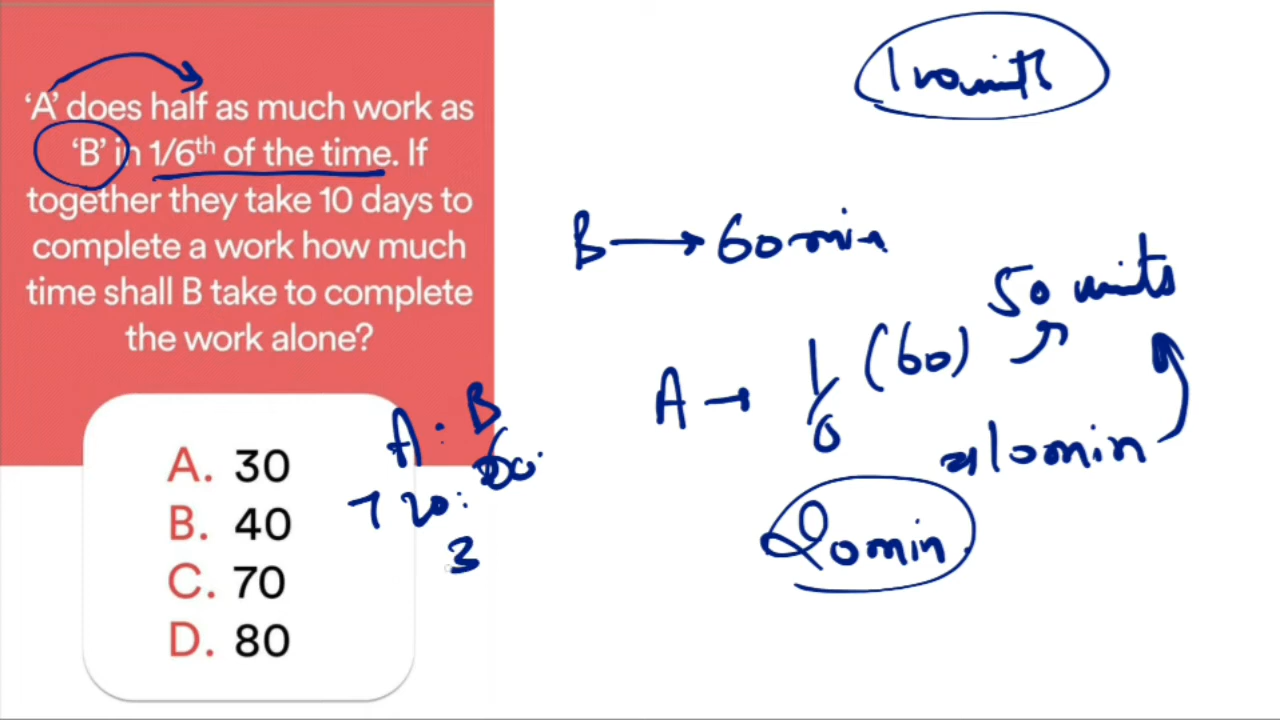 ‘A’ does half as much work as
‘B’ in 1/6th of the time. If
together they take 10 days to
complete a work how much
time shall B take to complete
the work alone?
A. 30
B. 40
C. 70
D. 80
A : B
20 :
3
100 units
B → 60 min
50 units
A → 1/6 (60)
10 min
20 min